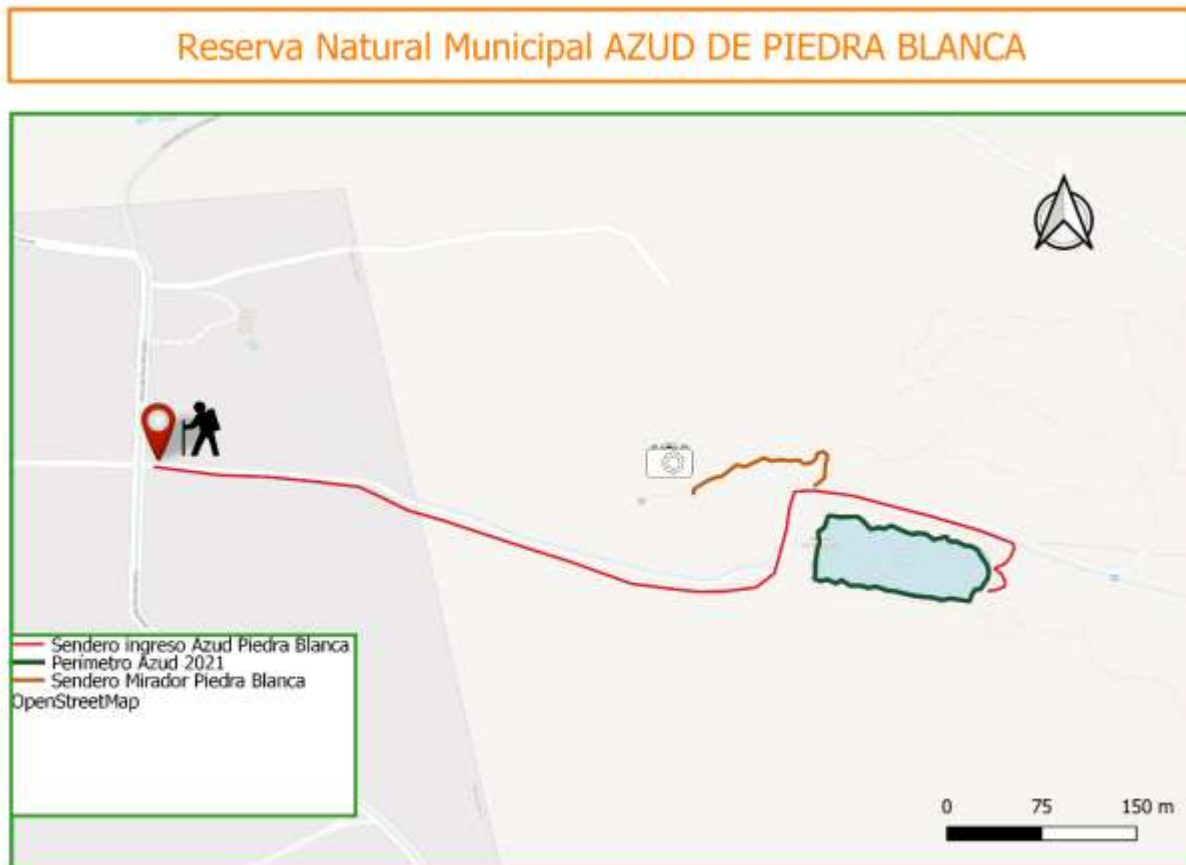 Reserva Natural Municipal AZUD DE PIEDRA BLANCA
Sendero ingreso Azud Piedra Blanca
Perímetro Azud 2021
Sendero Mirador Piedra Blanca
OpenStreetMap
0 75 150 m